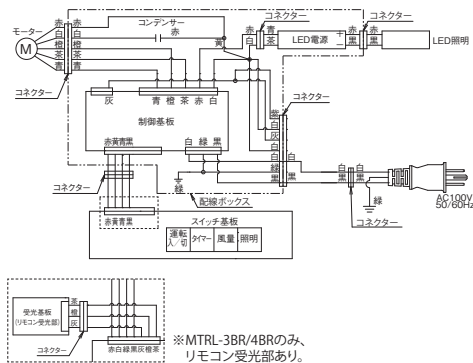 コンデンサー
コネクター
コネクター
赤
白
橙
茶
青
赤
白
橙
茶
青
赤
黄
赤
白
青
茶
LED電源
赤
黒
赤
黒
LED照明
モーター
M
コネクター
灰
青 橙 茶 赤 白
コネクター
制御基板
紫
白
灰
白
白
緑
黒
白
黒
赤黄青黒
白 緑 黒
白
黒
白
黒
緑
コネクター
配線ボックス
緑
AC100V
50/60Hz
コネクター
赤黄青黒
スイッチ基板
運転
入/切
タイマー
風量
照明
受光基板
(リモコン受光部)
茶
橙
灰
コネクター
赤白緑黒灰橙茶
※MTRL-3BR/4BRのみ、
リモコン受光部あり。